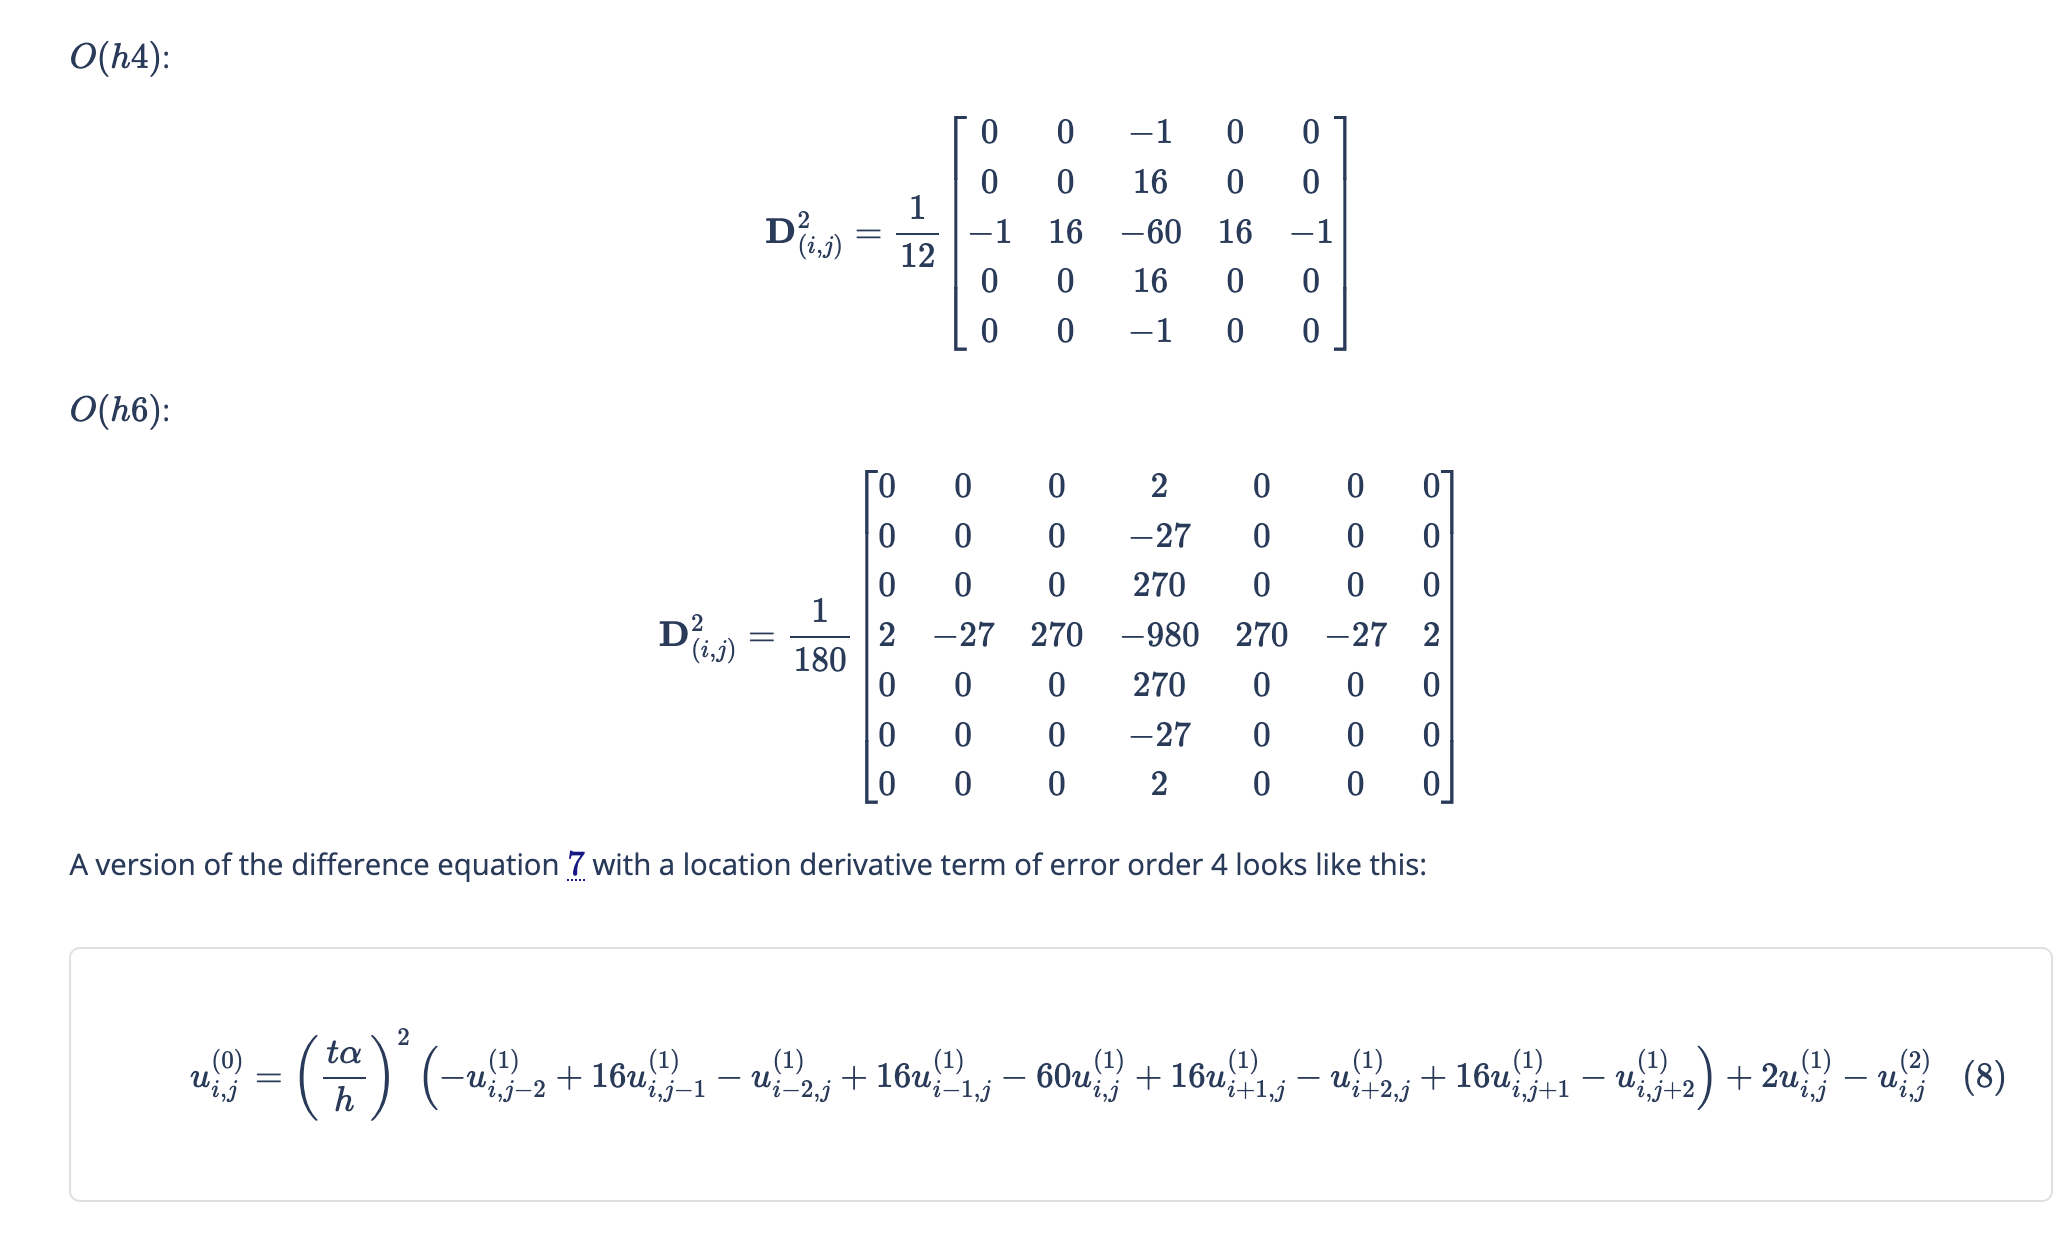 O(h4):
$$\mathbf{D}^2_{(i,j)} = \frac{1}{12} \begin{bmatrix} 0 & 0 & -1 & 0 & 0 \\ 0 & 0 & 16 & 0 & 0 \\ -1 & 16 & -60 & 16 & -1 \\ 0 & 0 & 16 & 0 & 0 \\ 0 & 0 & -1 & 0 & 0 \end{bmatrix}$$
O(h6):
$$\mathbf{D}^2_{(i,j)} = \frac{1}{180} \begin{bmatrix} 0 & 0 & 0 & 2 & 0 & 0 & 0 \\ 0 & 0 & 0 & -27 & 0 & 0 & 0 \\ 0 & 0 & 0 & 270 & 0 & 0 & 0 \\ 2 & -27 & 270 & -980 & 270 & -27 & 2 \\ 0 & 0 & 0 & 270 & 0 & 0 & 0 \\ 0 & 0 & 0 & -27 & 0 & 0 & 0 \\ 0 & 0 & 0 & 2 & 0 & 0 & 0 \end{bmatrix}$$
A version of the difference equation 7 with a location derivative term of error order 4 looks like this:
$$u^{(0)}_{i,j} = \left(\frac{t\alpha}{h}\right)^2 \left(-u^{(1)}_{i,j-2} + 16u^{(1)}_{i,j-1} - u^{(1)}_{i-2,j} + 16u^{(1)}_{i-1,j} - 60u^{(1)}_{i,j} + 16u^{(1)}_{i+1,j} - u^{(1)}_{i+2,j} + 16u^{(1)}_{i,j+1} - u^{(1)}_{i,j+2}\right) + 2u^{(1)}_{i,j} - u^{(2)}_{i,j} \quad (8)$$